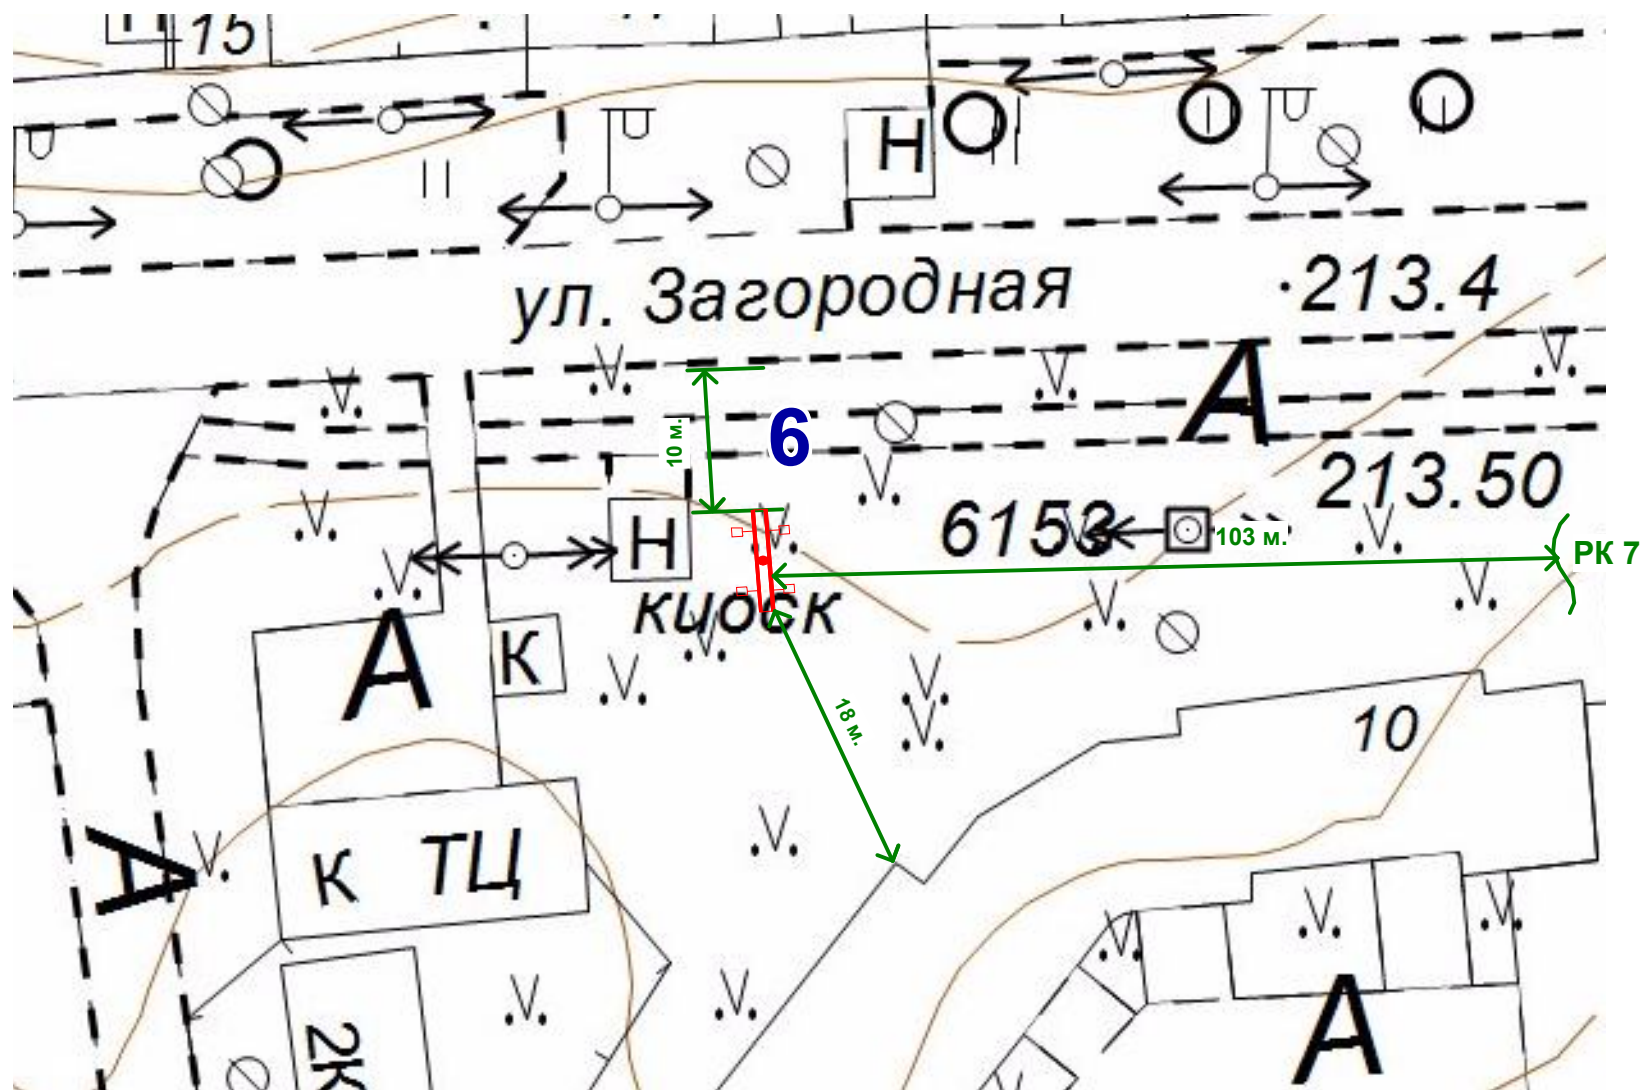 15
Н
ул. Загородная
213.4
А
6
10 м.
213.50
6153
103 м.
РК 7
Н
киоск
А
К
18 м.
10
А
К ТЦ
2К
А